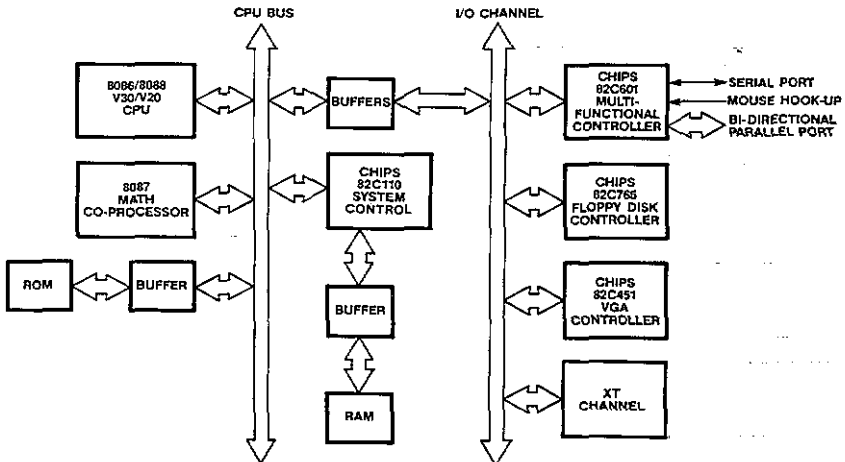 CPU BUS
I/O CHANNEL
8086/8088
V30/V20
CPU
BUFFERS
CHIPS
82C601
MULTI-
FUNCTIONAL
CONTROLLER
SERIAL PORT
MOUSE HOOK-UP
BI-DIRECTIONAL
PARALLEL PORT
8087
MATH
CO-PROCESSOR
CHIPS
82C110
SYSTEM
CONTROL
CHIPS
82C765
FLOPPY DISK
CONTROLLER
ROM
BUFFER
BUFFER
CHIPS
82C451
VGA
CONTROLLER
RAM
XT
CHANNEL